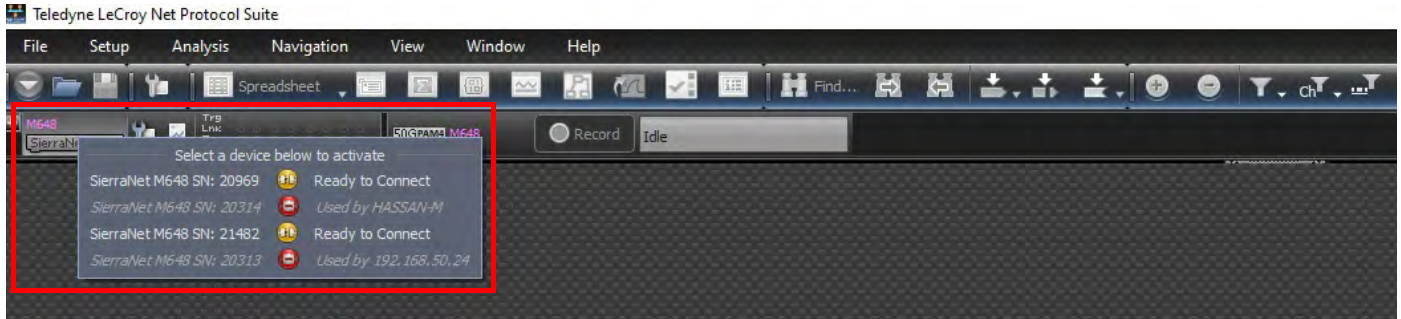 Teledyne LeCroy Net Protocol Suite
File Setup Analysis Navigation View Window Help
Spreadsheet Find... ChT
M648 Trg
Lnk
50GPAM4 M648 Record Idle
Select a device below to activate
SierraNet M648 SN: 20969 Ready to Connect
SierraNet M648 SN: 20314 Used by HASSAN-M
SierraNet M648 SN: 21482 Ready to Connect
SierraNet M648 SN: 20313 Used by 192.168.50.24